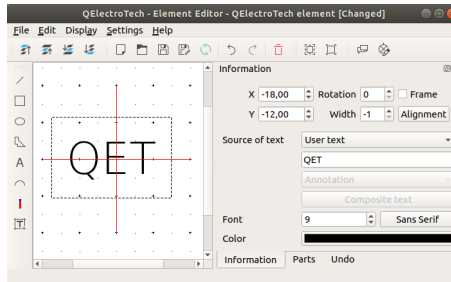 QElectroTech - Element Editor - QElectroTech element [Changed]
File Edit Display Settings Help
Information
X -18,00 Rotation 0 Frame
Y -12,00 Width -1 Alignment
Source of text User text
QET
Annotation
Composite text
Font 9 Sans Serif
Color
Information Parts Undo
A
T
QET